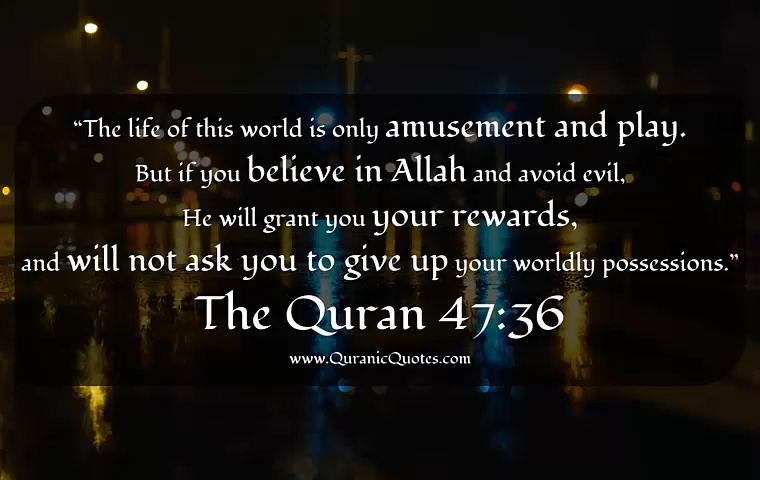 “The life of this world is only amusement and play.
But if you believe in Allah and avoid evil,
He will grant you your rewards,
and will not ask you to give up your worldly possessions.”
The Quran 47:36
www.QuranicQuotes.com